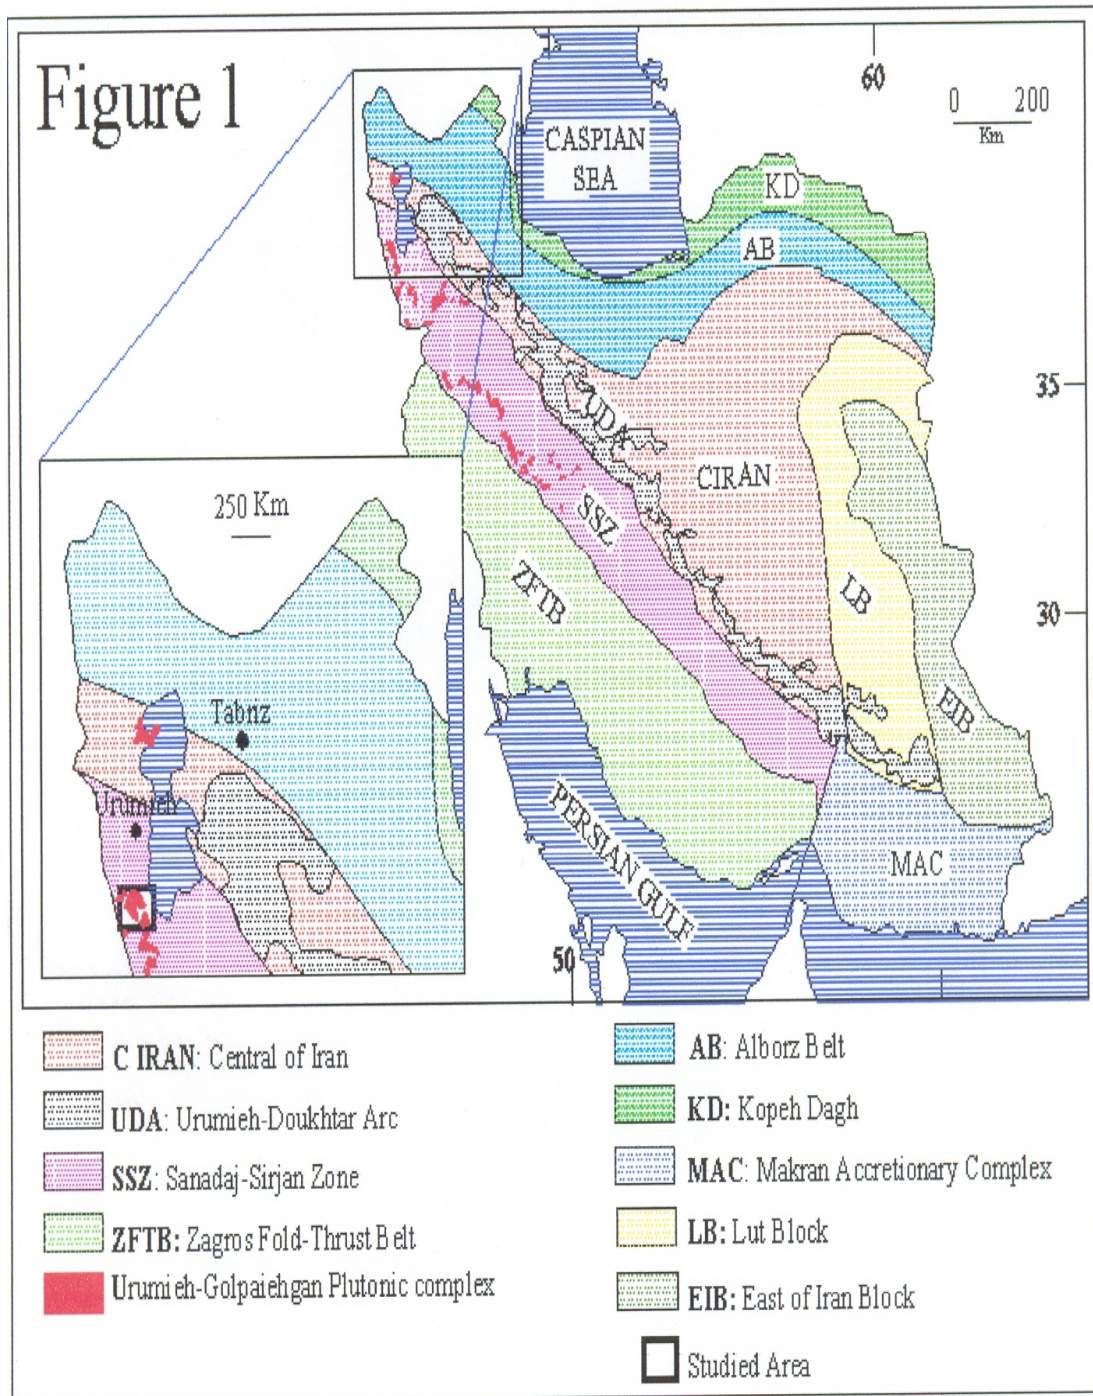 Figure 1
60
0 200
Km
CASPIAN
SEA
KD
AB
35
UDA
CIRAN
SSZ
250 Km
ZFTB
LB
30
Tabriz
EIB
Urumieh
PERSIAN GULF
MAC
50
C IRAN: Central of Iran
UDA: Urumieh-Doukhtar Arc
SSZ: Sanadaj-Sirjan Zone
ZFTB: Zagros Fold-Thrust Belt
Urumieh-Golpaiehgan Plutonic complex
AB: Alborz Belt
KD: Kopeh Dagh
MAC: Makran Accretionary Complex
LB: Lut Block
EIB: East of Iran Block
Studied Area